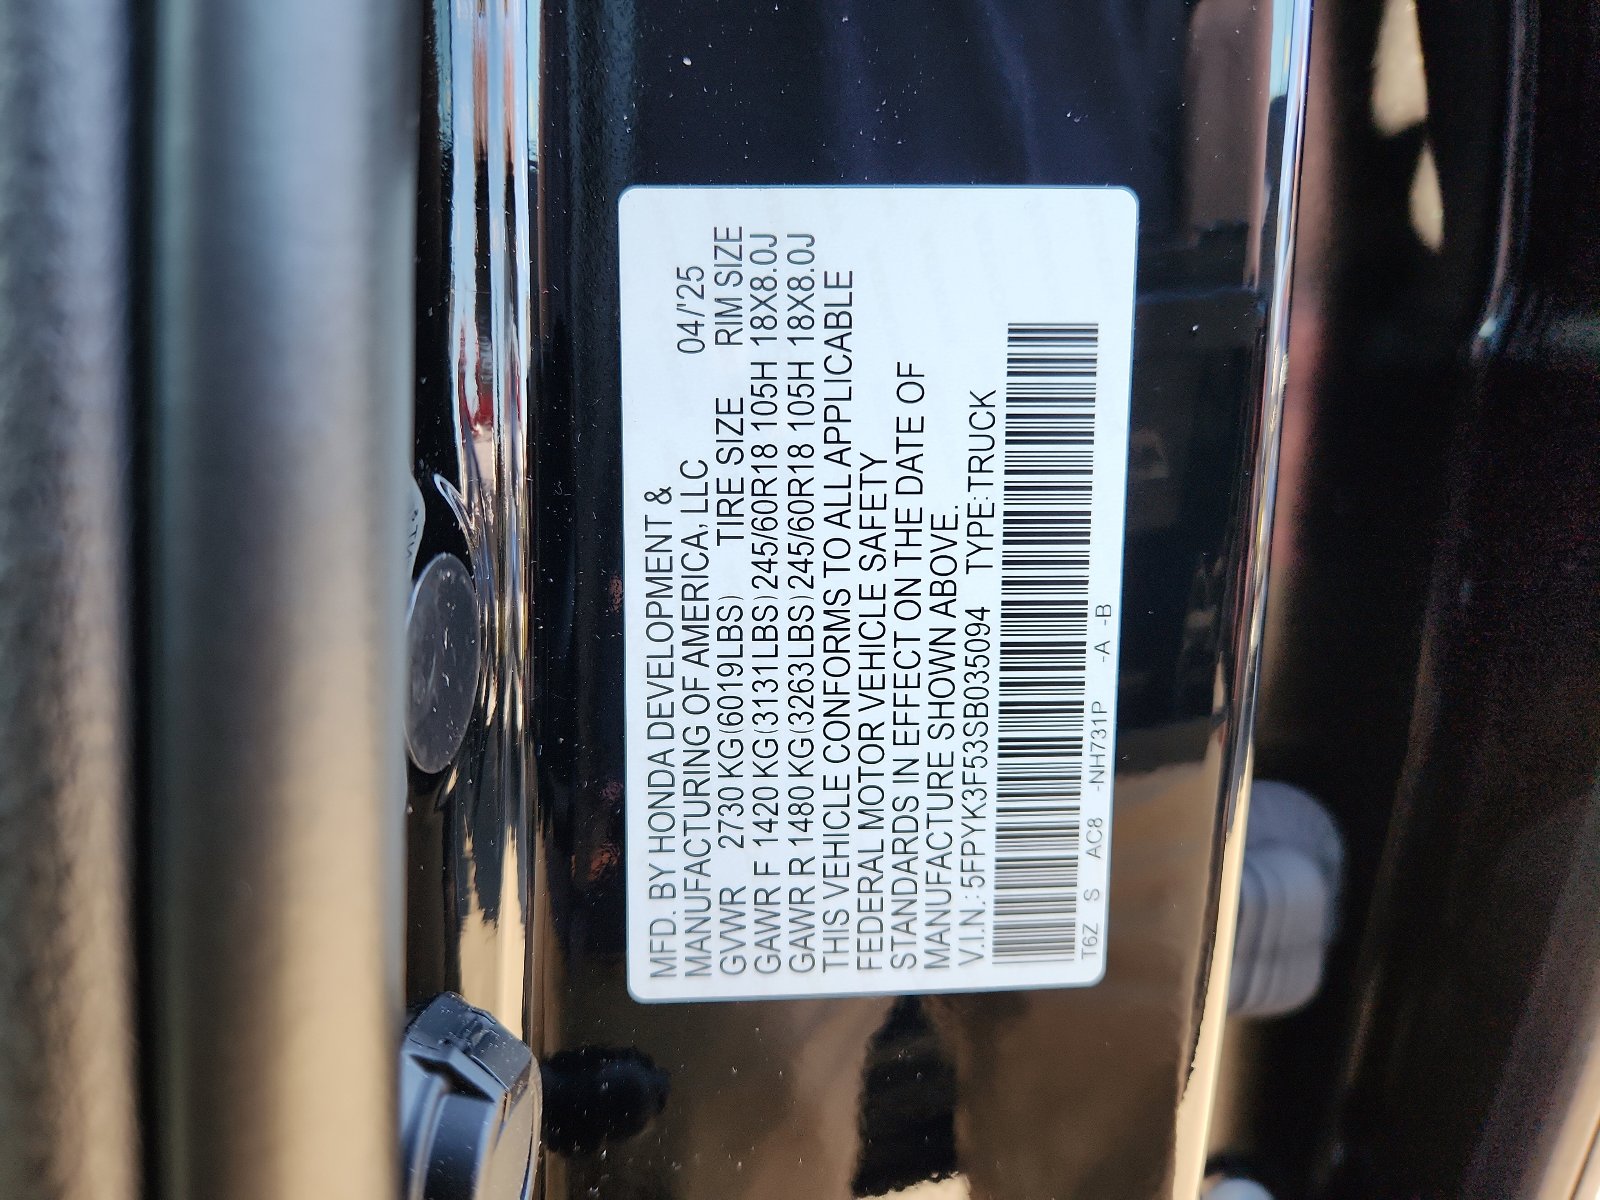 MFD. BY HONDA DEVELOPMENT &
MANUFACTURING OF AMERICA, LLC 04/'25
GVWR 2730 KG(6019LBS) TIRE SIZE RIM SIZE
GAWR F 1420 KG(3131LBS) 245/60R18 105H 18X8.0J
GAWR R 1480 KG(3263LBS) 245/60R18 105H 18X8.0J
THIS VEHICLE CONFORMS TO ALL APPLICABLE
FEDERAL MOTOR VEHICLE SAFETY
STANDARDS IN EFFECT ON THE DATE OF
MANUFACTURE SHOWN ABOVE.
V.I.N.: 5FPYK3F53SB035094 TYPE:TRUCK
T6Z S AC8 -NH731P -A -B